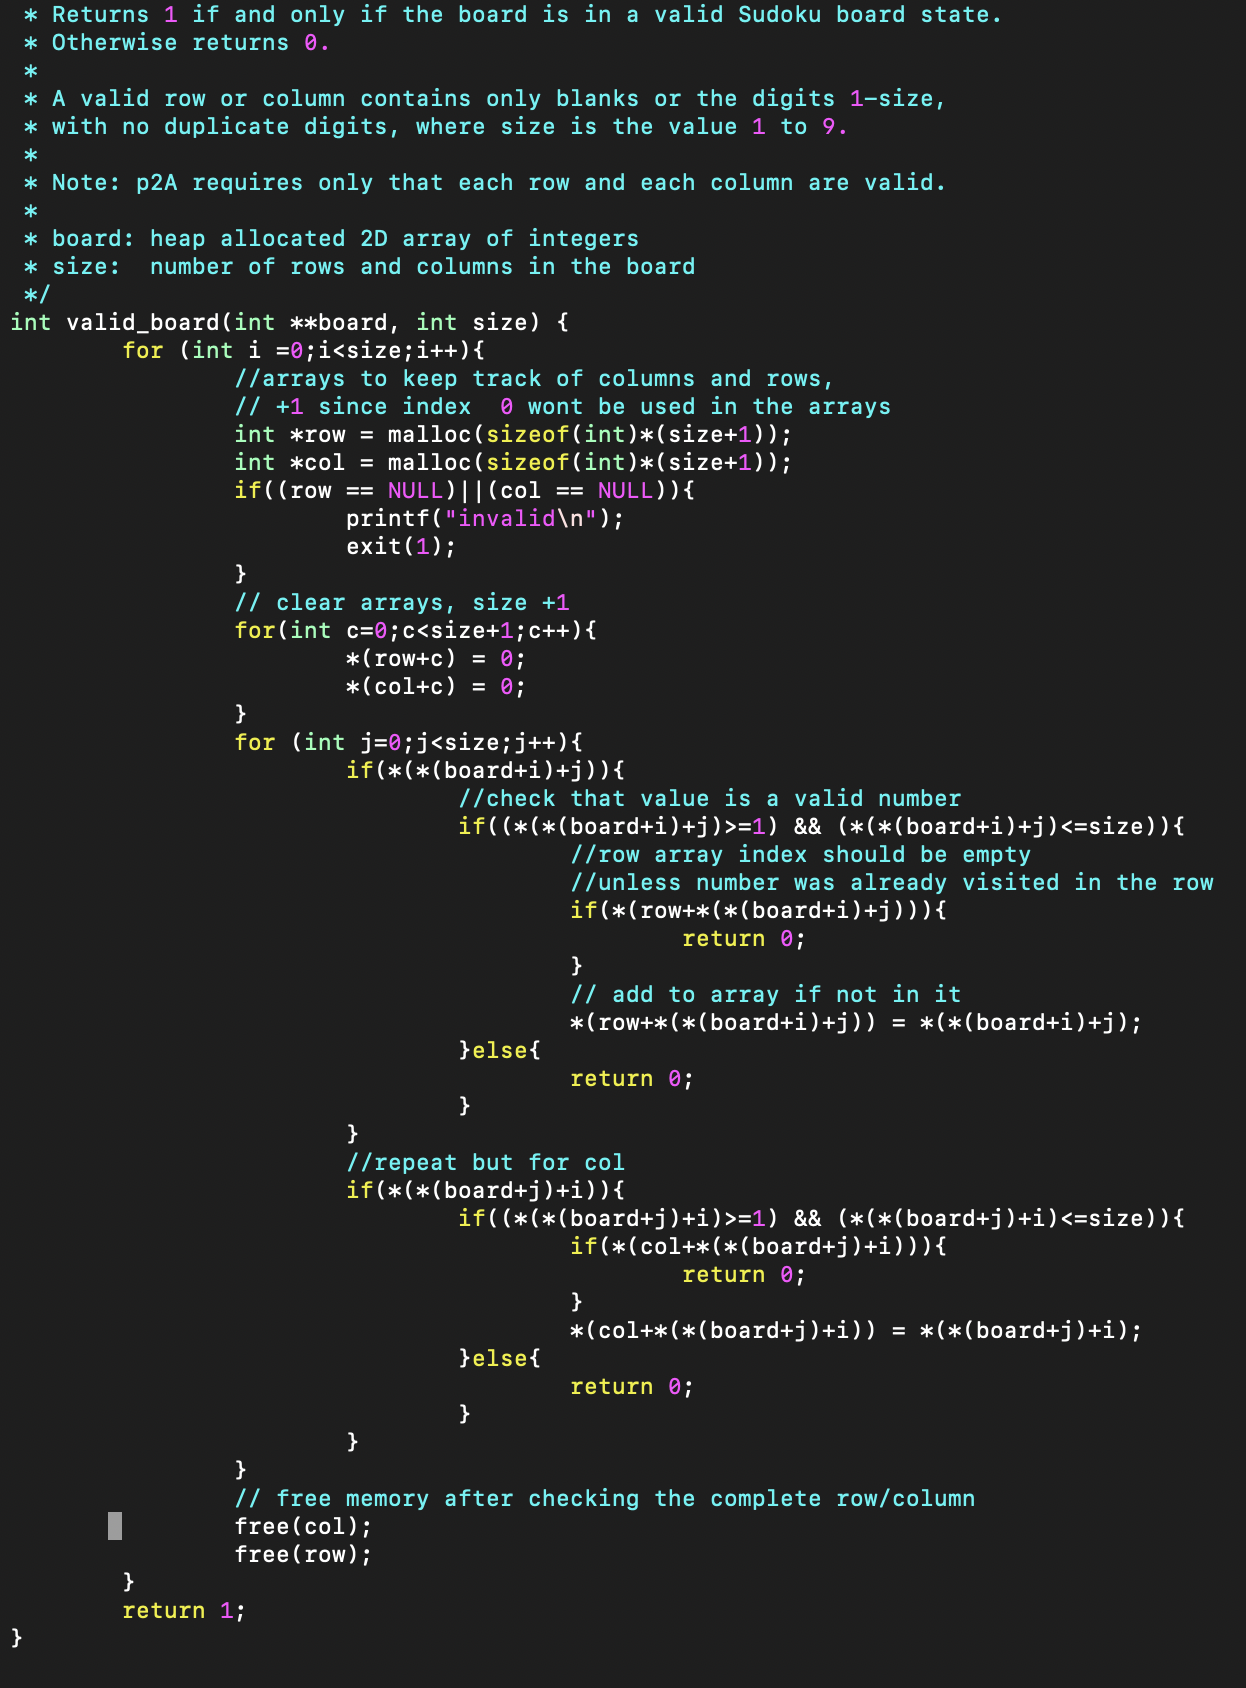 * Returns 1 if and only if the board is in a valid Sudoku board state.
 * Otherwise returns 0.
 *
 * A valid row or column contains only blanks or the digits 1-size,
 * with no duplicate digits, where size is the value 1 to 9.
 *
 * Note: p2A requires only that each row and each column are valid.
 *
 * board: heap allocated 2D array of integers
 * size:  number of rows and columns in the board
 */
int valid_board(int **board, int size) {
        for (int i =0;i<size;i++){
                //arrays to keep track of columns and rows,
                // +1 since index  0 wont be used in the arrays
                int *row = malloc(sizeof(int)*(size+1));
                int *col = malloc(sizeof(int)*(size+1));
                if((row == NULL)||(col == NULL)){
                        printf("invalid\n");
                        exit(1);
                }
                // clear arrays, size +1
                for(int c=0;c<size+1;c++){
                        *(row+c) = 0;
                        *(col+c) = 0;
                }
                for (int j=0;j<size;j++){
                        if(*(*(board+i)+j)){
                                //check that value is a valid number
                                if((*(*(board+i)+j)>=1) && (*(*(board+i)+j)<=size)){
                                        //row array index should be empty
                                        //unless number was already visited in the row
                                        if(*(row+*(*(board+i)+j))){
                                                return 0;
                                        }
                                        // add to array if not in it
                                        *(row+*(*(board+i)+j)) = *(*(board+i)+j);
                                }else{
                                        return 0;
                                }
                        }
                        //repeat but for col
                        if(*(*(board+j)+i)){
                                if((*(*(board+j)+i)>=1) && (*(*(board+j)+i)<=size)){
                                        if(*(col+*(*(board+j)+i))){
                                                return 0;
                                        }
                                        *(col+*(*(board+j)+i)) = *(*(board+j)+i);
                                }else{
                                        return 0;
                                }
                        }
                }
                // free memory after checking the complete row/column
                free(col);
                free(row);
        }
        return 1;
}